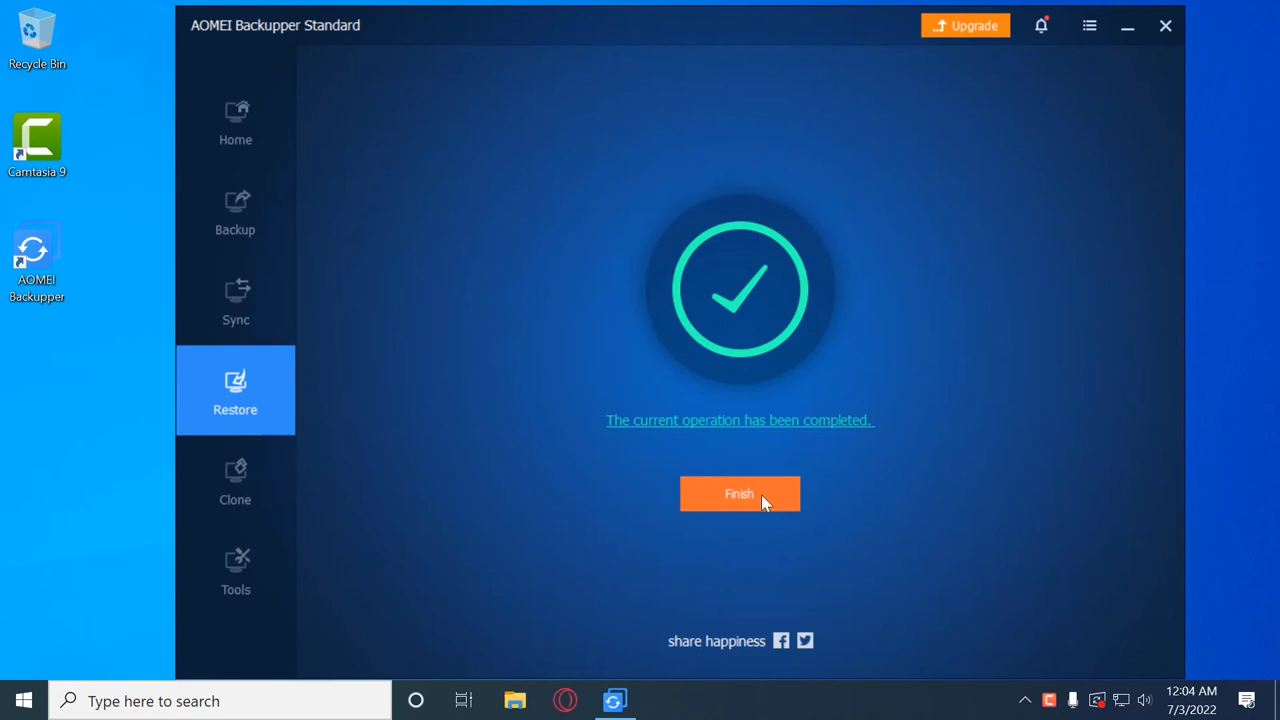 AOMEI Backupper Standard
Upgrade
Recycle Bin
Camtasia 9
AOMEI
Backupper
Home
Backup
Sync
Restore
Clone
Tools
The current operation has been completed.
Finish
share happiness
Type here to search
12:04 AM
7/3/2022